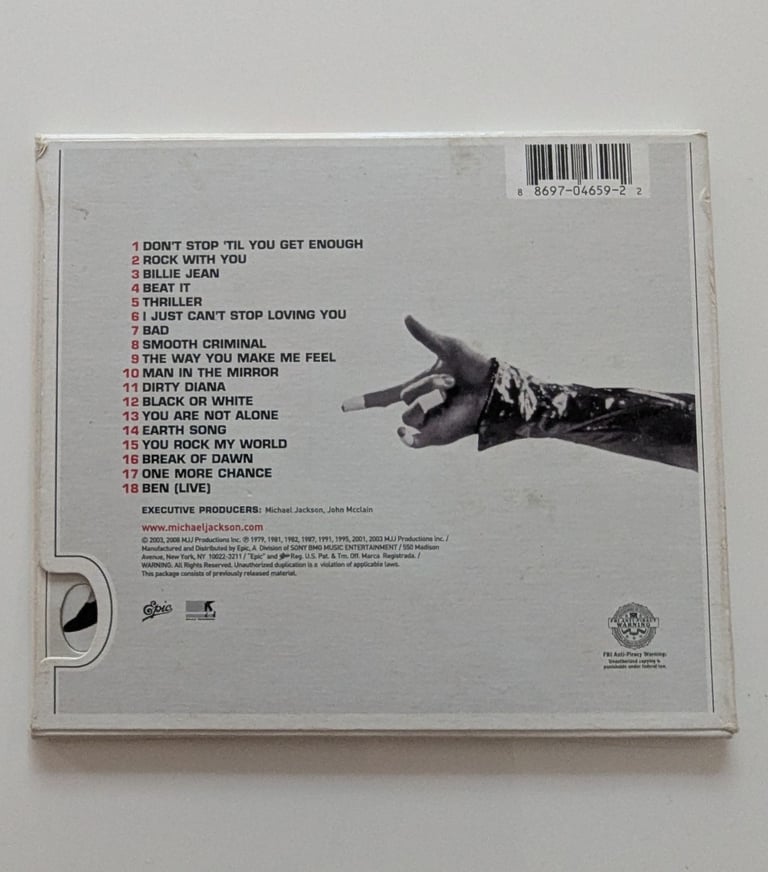 8 8697-04659-2 2
1 DON'T STOP 'TIL YOU GET ENOUGH
2 ROCK WITH YOU
3 BILLIE JEAN
4 BEAT IT
5 THRILLER
6 I JUST CAN'T STOP LOVING YOU
7 BAD
8 SMOOTH CRIMINAL
9 THE WAY YOU MAKE ME FEEL
10 MAN IN THE MIRROR
11 DIRTY DIANA
12 BLACK OR WHITE
13 YOU ARE NOT ALONE
14 EARTH SONG
15 YOU ROCK MY WORLD
16 BREAK OF DAWN
17 ONE MORE CHANCE
18 BEN (LIVE)
EXECUTIVE PRODUCERS: Michael Jackson, John Mcclain
www.michaeljackson.com
© 2003, 2008 MJJ Productions Inc. ℗ 1979, 1981, 1982, 1987, 1991, 1995, 2001, 2003 MJJ Productions Inc. /
Manufactured and Distributed by Epic, A Division of SONY BMG MUSIC ENTERTAINMENT / 550 Madison
Avenue, New York, NY 10022-3211 / "Epic" and Reg. U.S. Pat. & Tm. Off. Marca Registrada. /
WARNING: All Rights Reserved. Unauthorized duplication is a violation of applicable laws.
This package consists of previously released material.
Epic
FBI ANTI-PIRACY
WARNING
FBI Anti-Piracy Warning:
Unauthorized copying is
punishable under federal law.